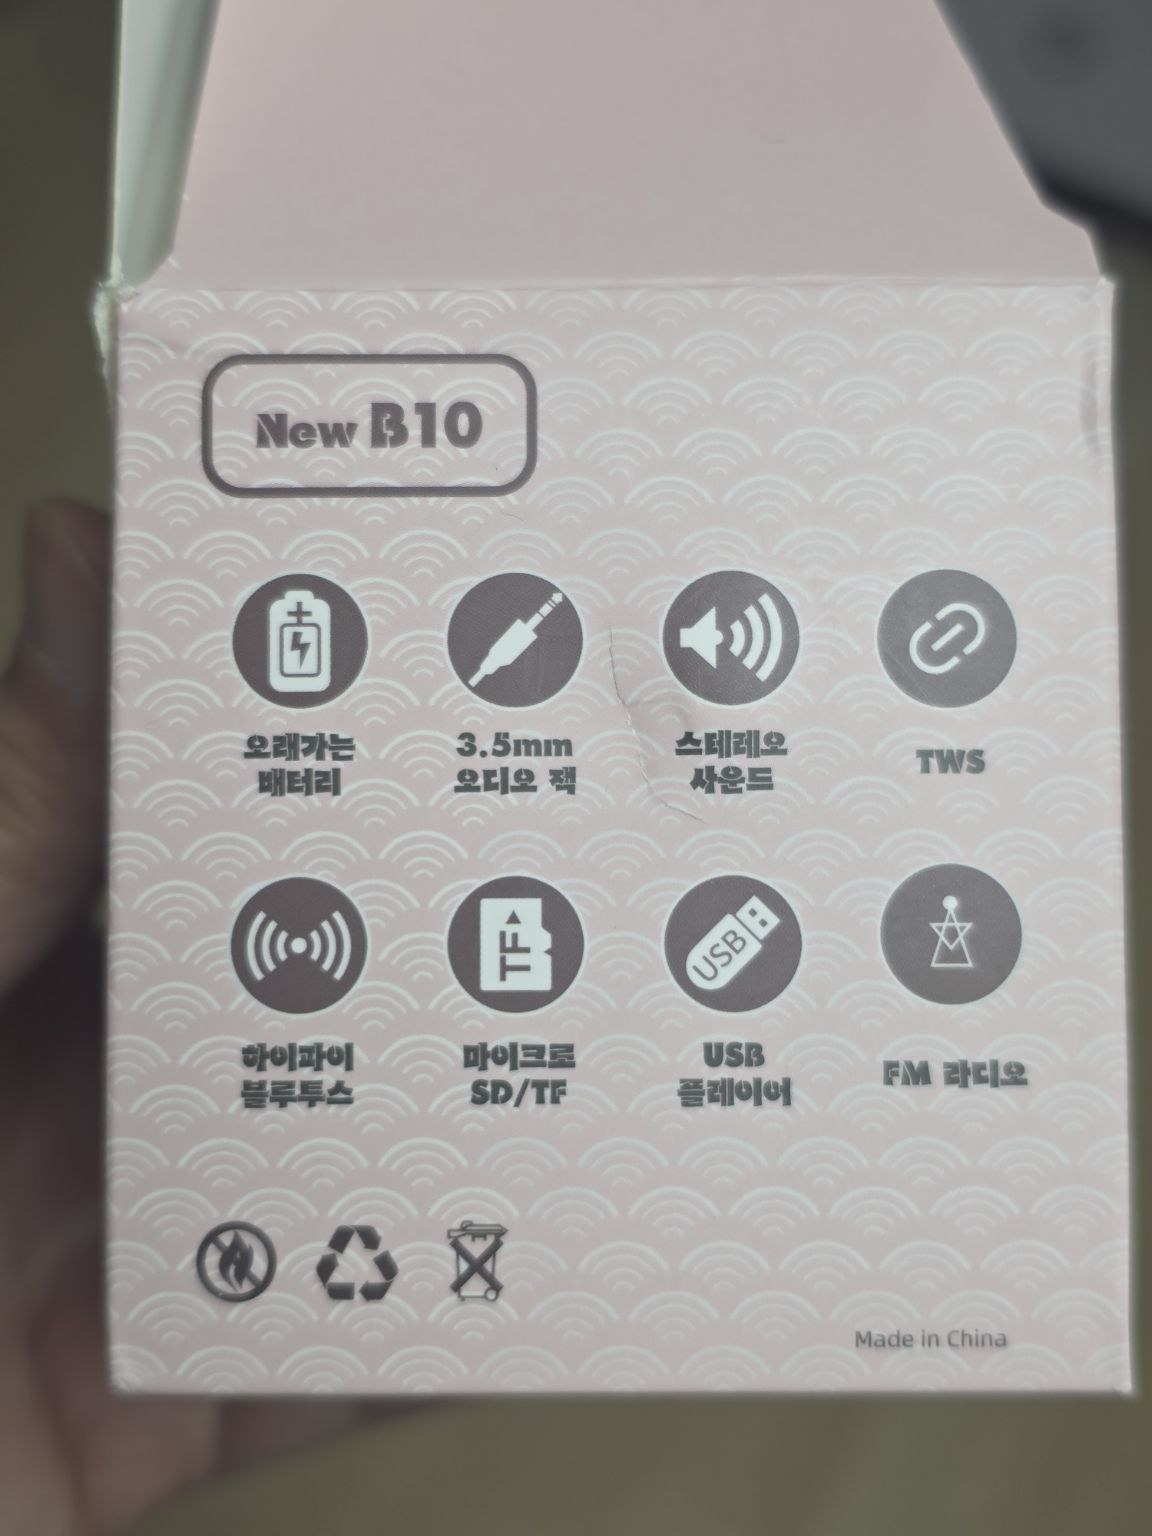 New B10
오래가는
배터리
3.5mm
오디오 잭
스테레오
사운드
TWS
하이파이
블루투스
TF
마이크로
SD/TF
USB
USB
플레이어
FM 라디오
Made in China